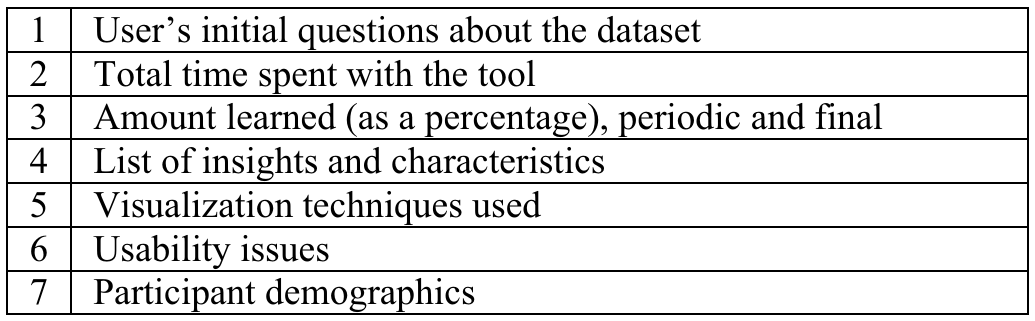 1 User’s initial questions about the dataset
2 Total time spent with the tool
3 Amount learned (as a percentage), periodic and final
4 List of insights and characteristics
5 Visualization techniques used
6 Usability issues
7 Participant demographics